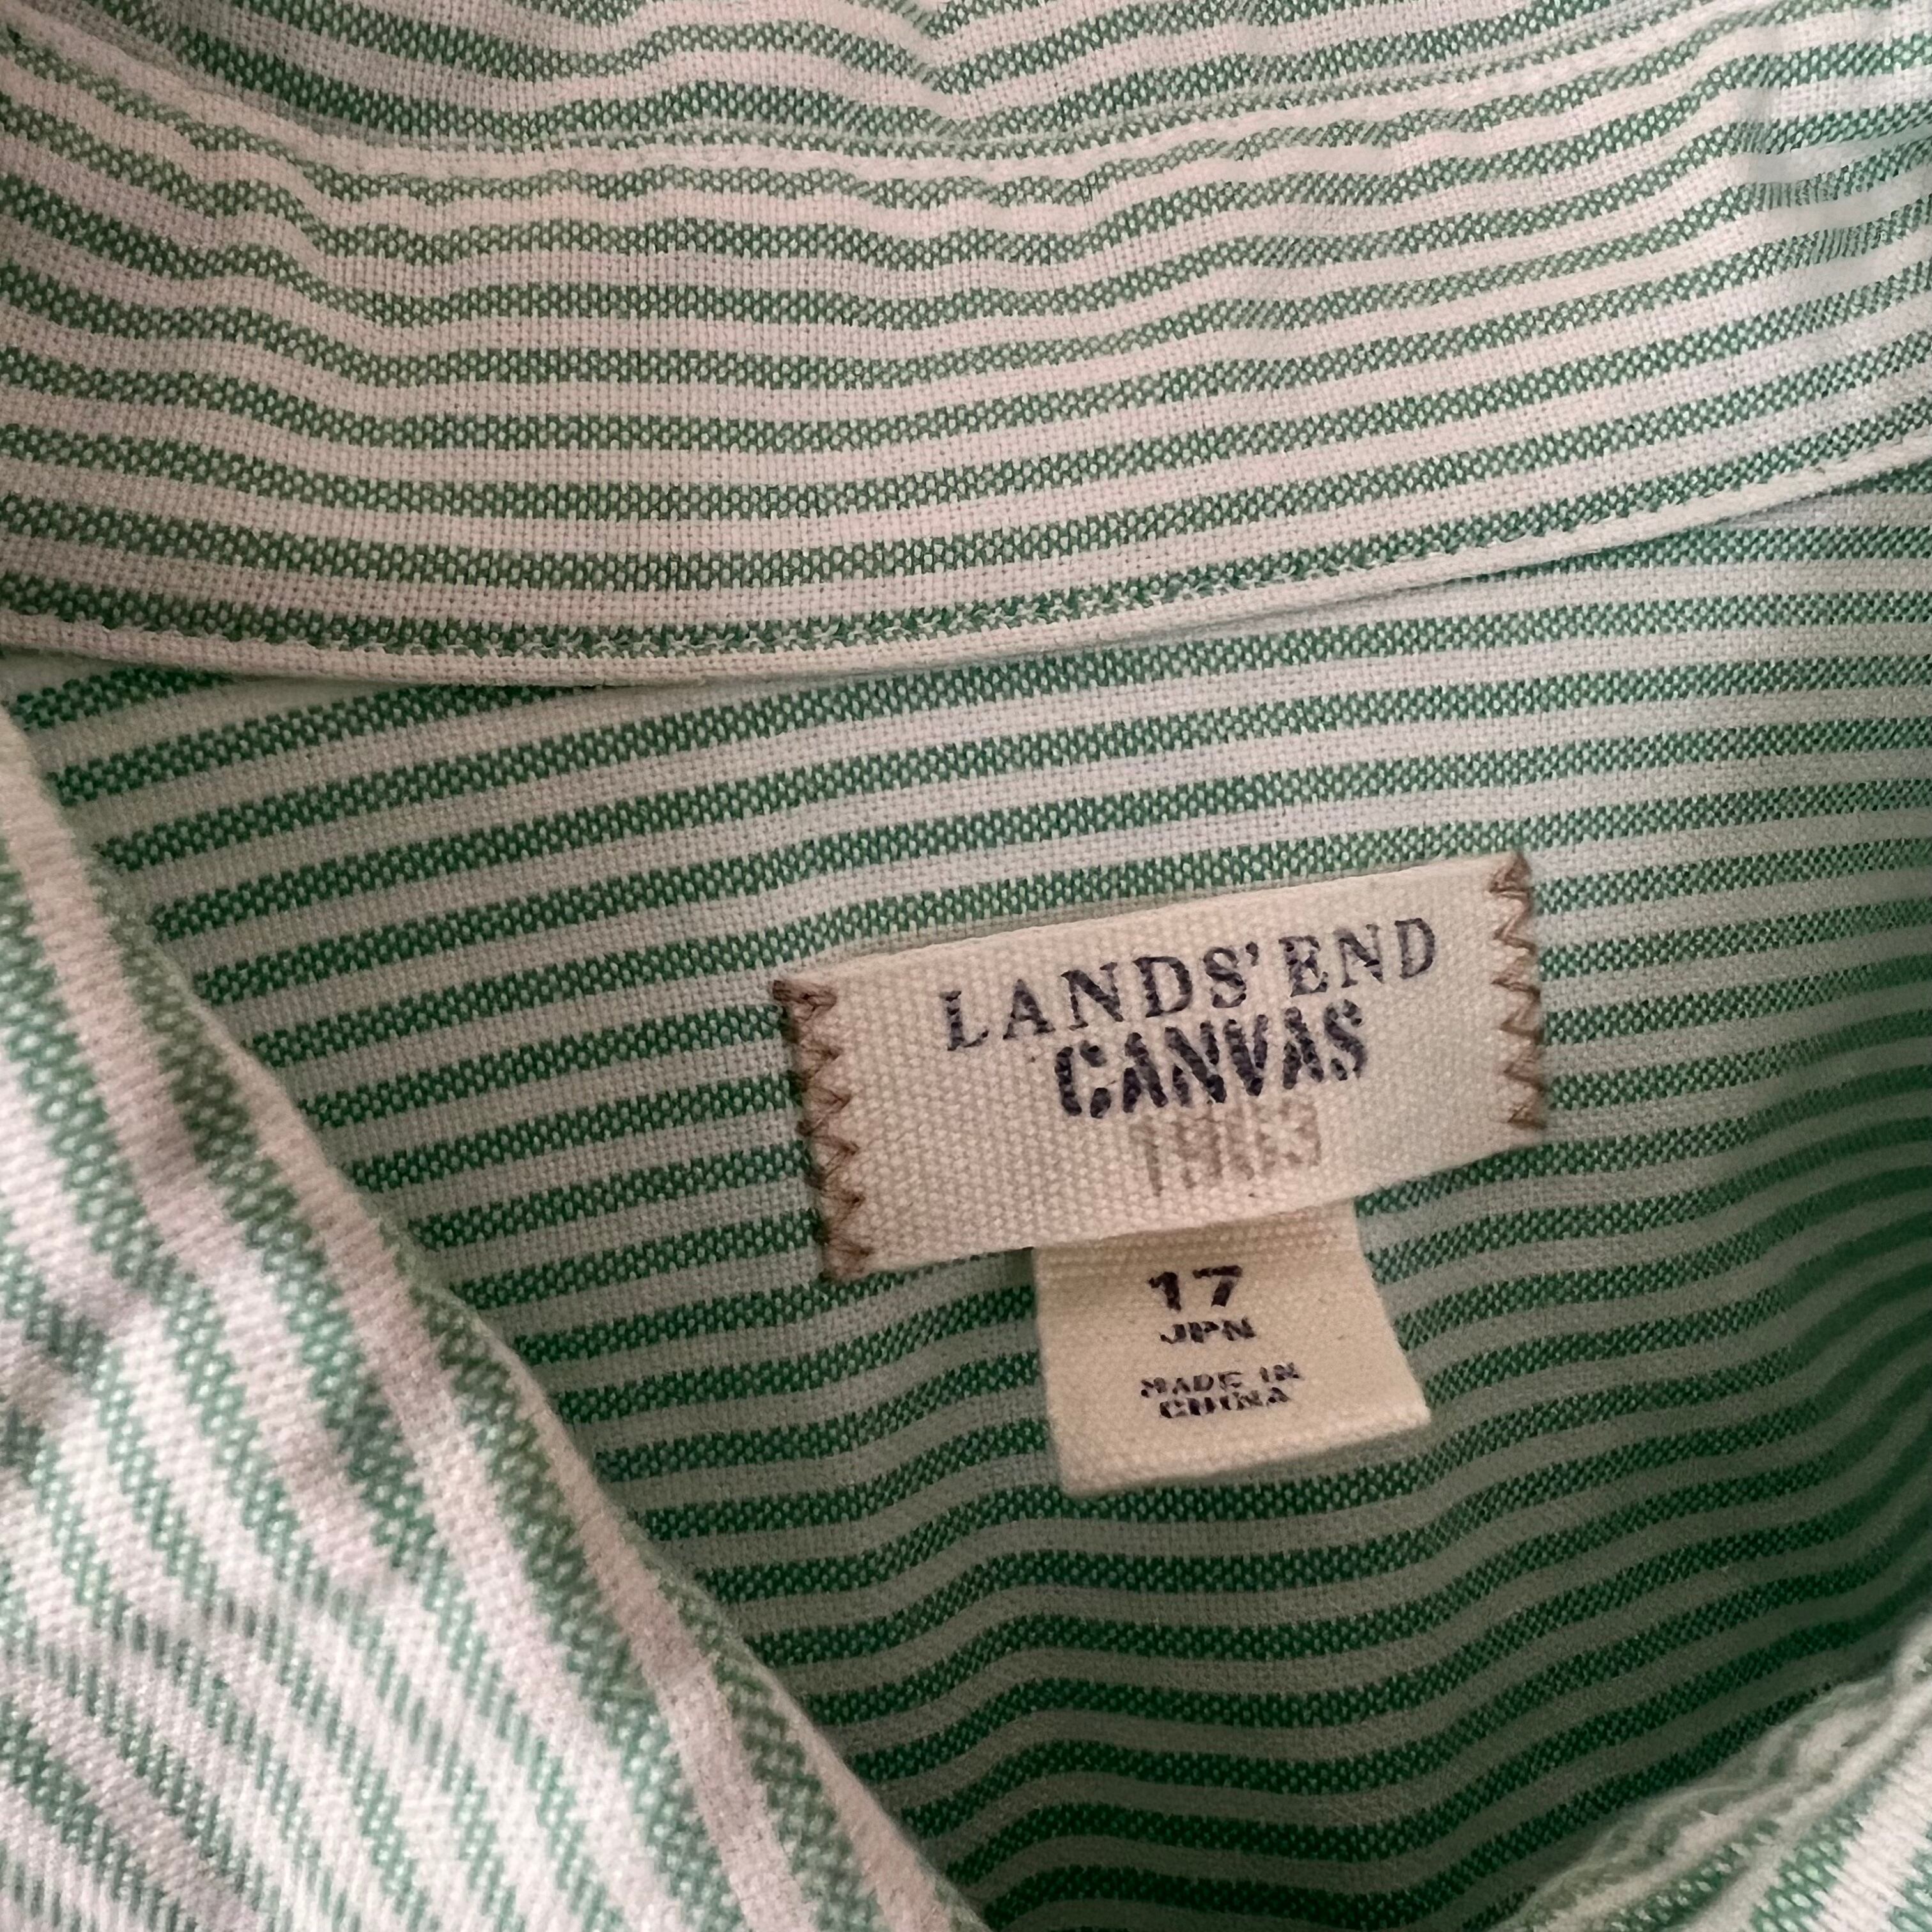 LANDS' END
CANVAS
1963
17
JPN
MADE IN
CHINA